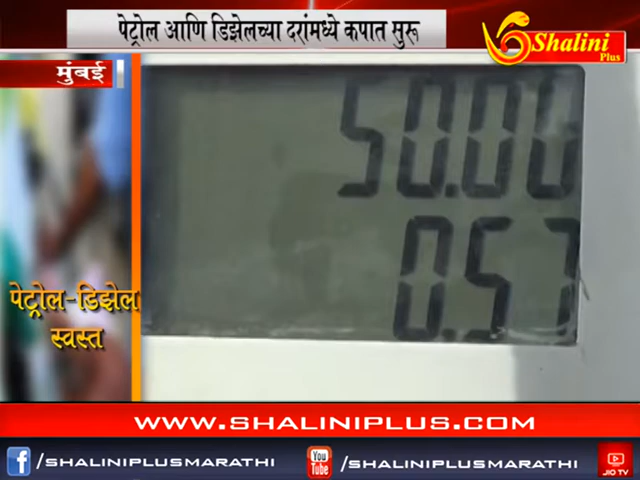 पेट्रोल आणि डिझेलच्या दरांमध्ये कपात सुरू
Shalini
Plus
मुंबई
50.00
0.57
पेट्रोल-डिझेल
स्वस्त
WWW.SHALINIPLUS.COM
/SHALINIPLUSMARATHI
You
Tube
/SHALINIPLUSMARATHI
JIO TV